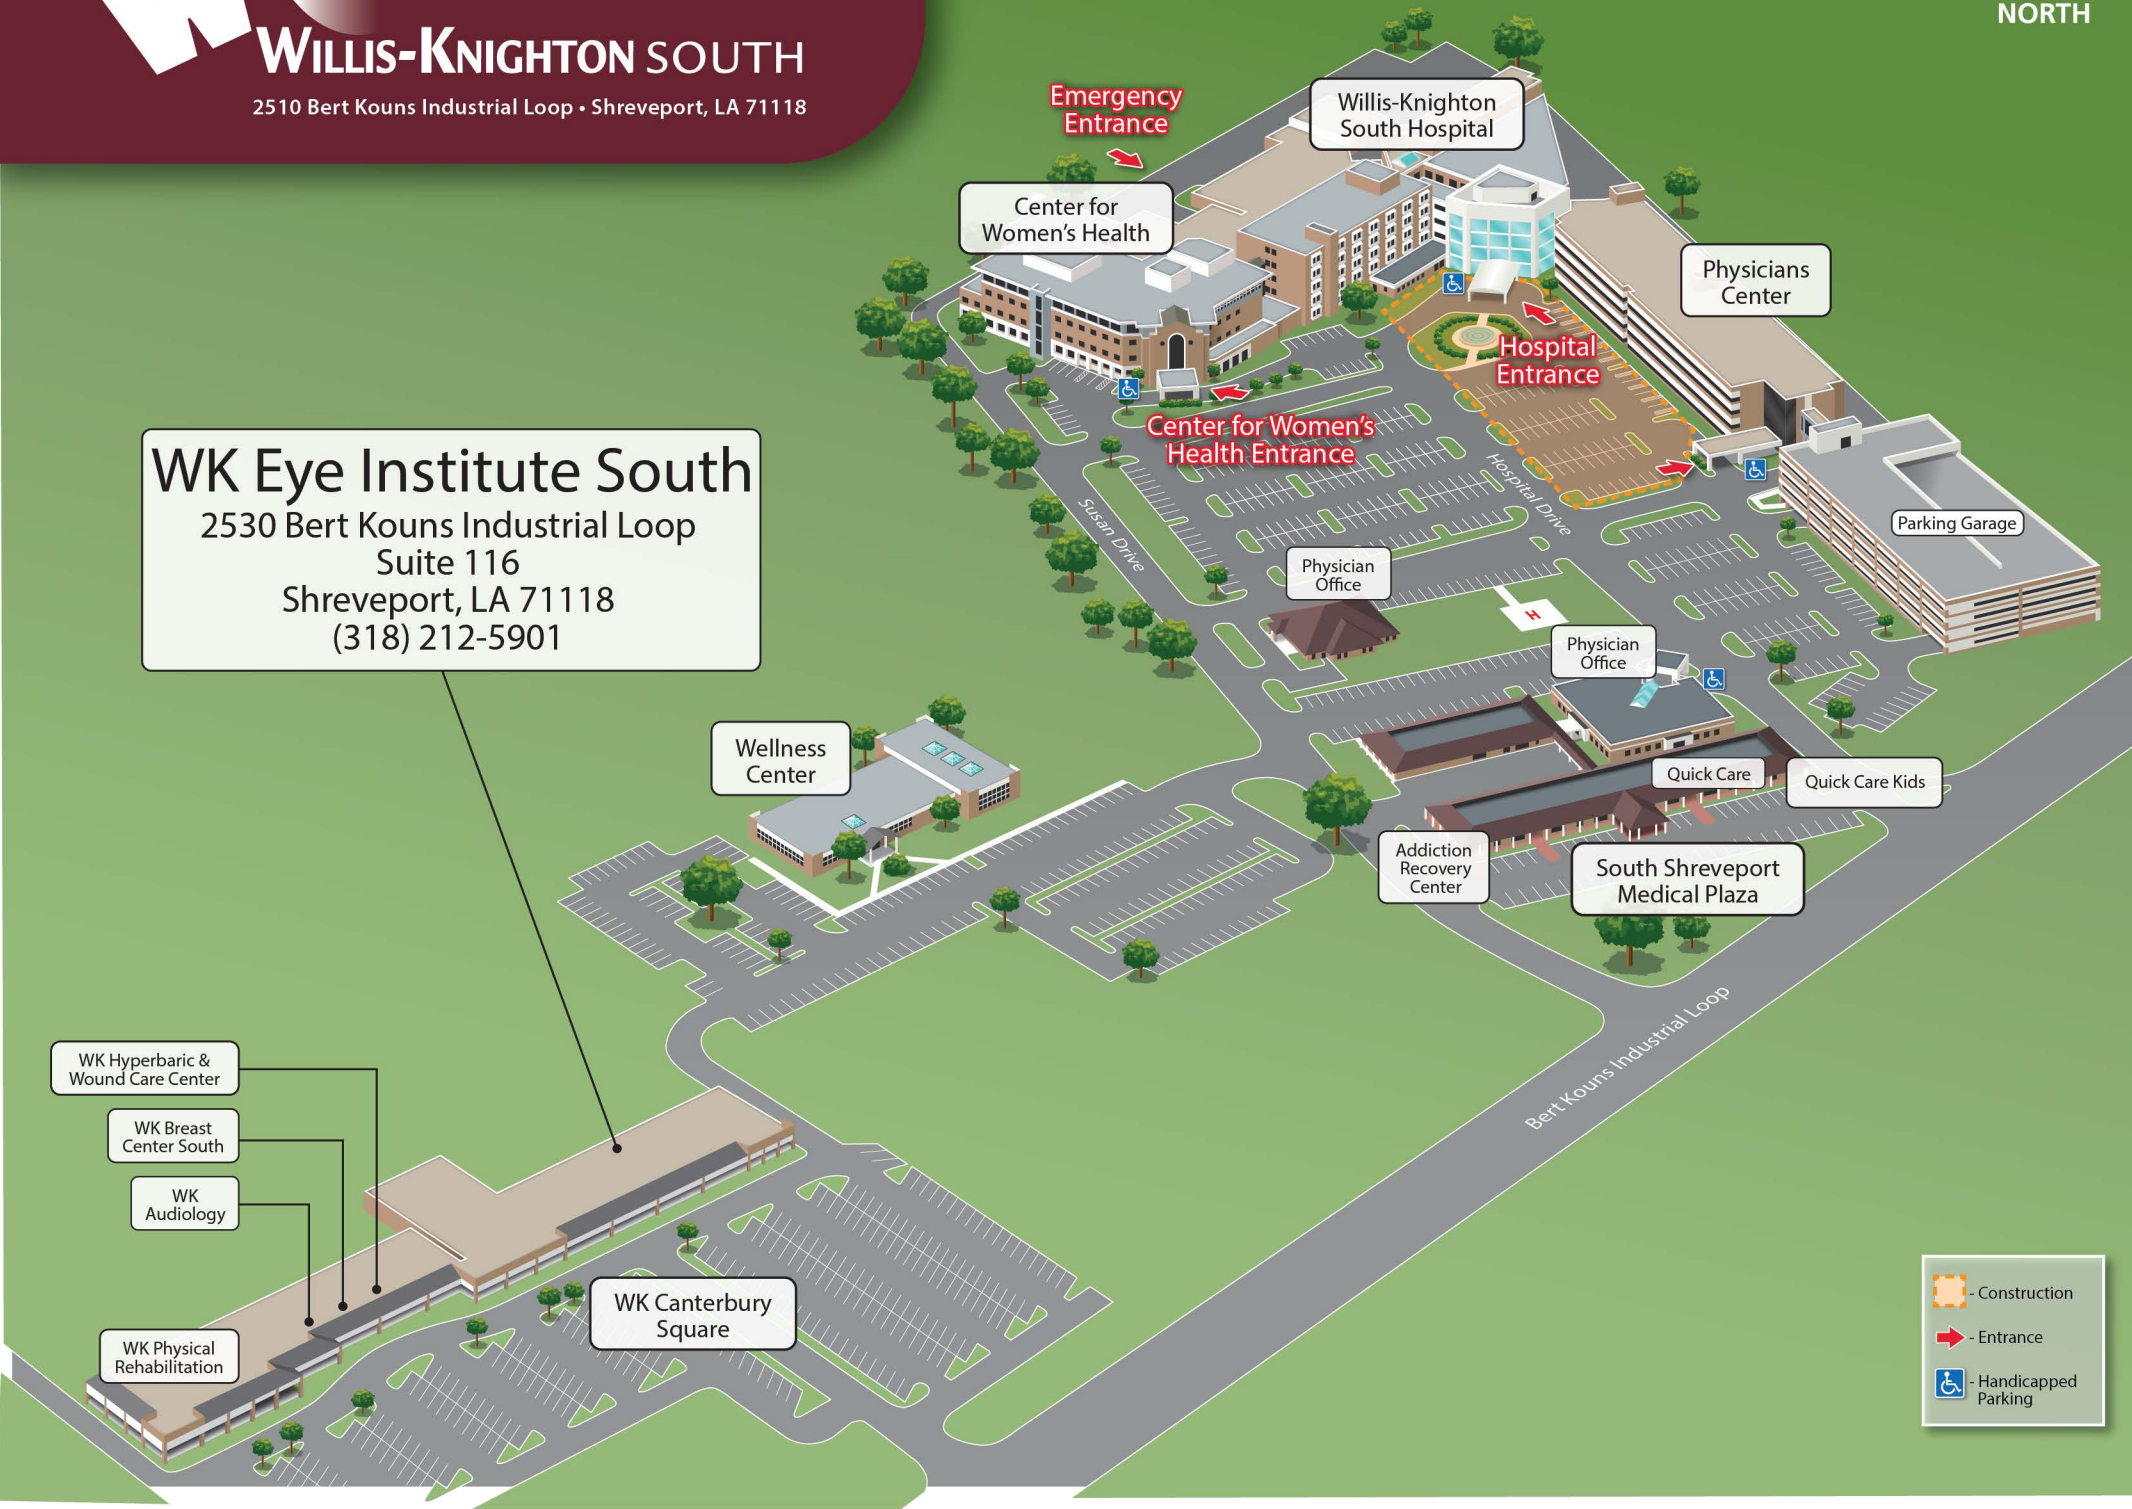 NORTH
WILLIS-KNIGHTON SOUTH
2510 Bert Kouns Industrial Loop • Shreveport, LA 71118
Emergency
Entrance
Willis-Knighton
South Hospital
Center for
Women's Health
Physicians
Center
Hospital
Entrance
Center for Women's
Health Entrance
Hospital Drive
Susan Drive
Parking Garage
WK Eye Institute South
2530 Bert Kouns Industrial Loop
Suite 116
Shreveport, LA 71118
(318) 212-5901
Physician
Office
H
Physician
Office
Wellness
Center
Quick Care
Quick Care Kids
Addiction
Recovery
Center
South Shreveport
Medical Plaza
Bert Kouns Industrial Loop
WK Hyperbaric &
Wound Care Center
WK Breast
Center South
WK
Audiology
WK Physical
Rehabilitation
WK Canterbury
Square
- Construction
- Entrance
- Handicapped
Parking